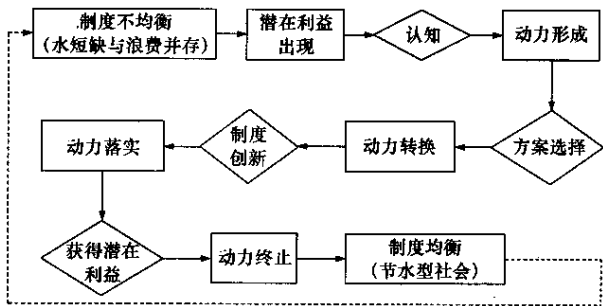 .制度不均衡
（水短缺与浪费并存）
潜在利益
出现
认知
动力形成
方案选择
动力转换
制度
创新
动力落实
获得潜在
利益
动力终止
制度均衡
（节水型社会）